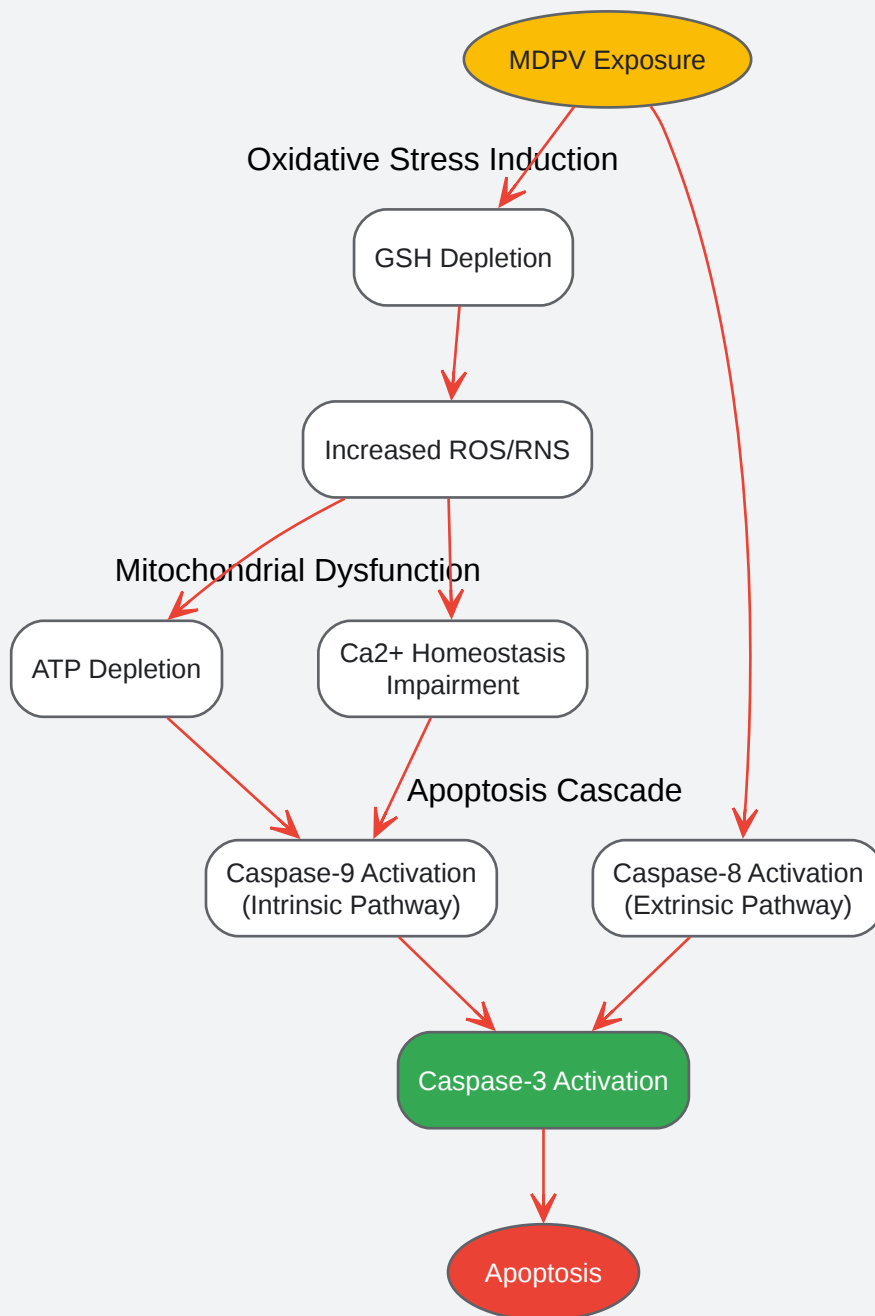 MDPV Exposure
Oxidative Stress Induction
GSH Depletion
Increased ROS/RNS
Mitochondrial Dysfunction
ATP Depletion
Ca2+ Homeostasis
Impairment
Apoptosis Cascade
Caspase-9 Activation
(Intrinsic Pathway)
Caspase-8 Activation
(Extrinsic Pathway)
Caspase-3 Activation
Apoptosis